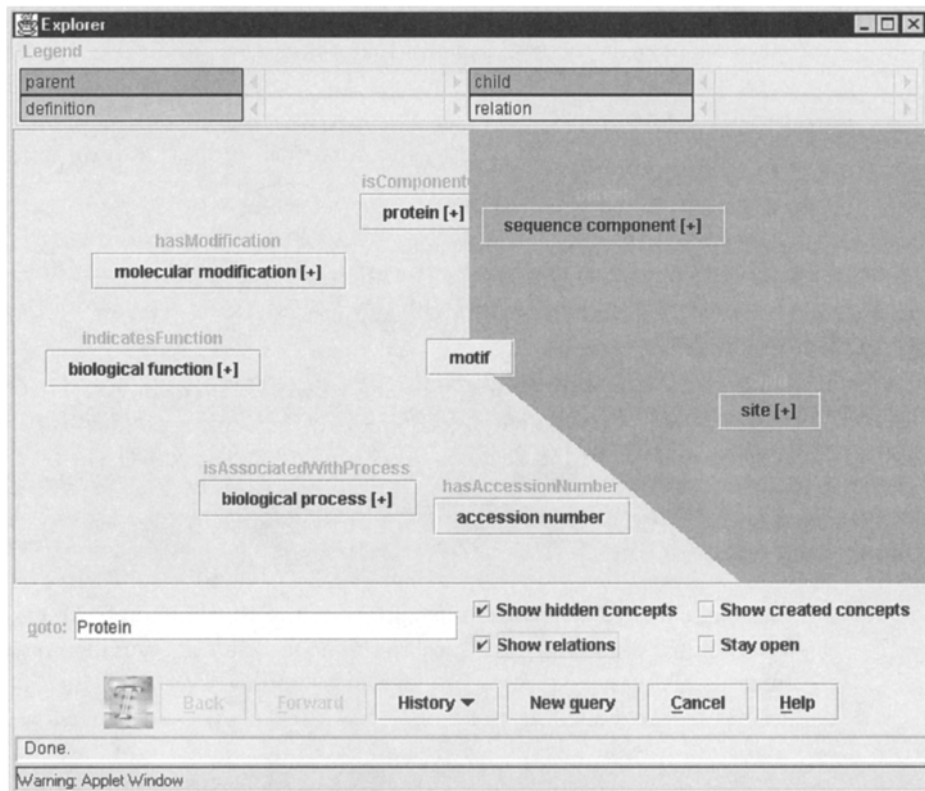 Explorer
Legend
parent
child
definition
relation
isComponent
protein [+]
sequence component [+]
hasModification
molecular modification [+]
indicatesFunction
biological function [+]
motif
site [+]
isAssociatedWithProcess
biological process [+]
hasAccessionNumber
accession number
goto: Protein
Show hidden concepts
Show created concepts
Show relations
Stay open
Back
Forward
History
New query
Cancel
Help
Done.
Warning: Applet Window